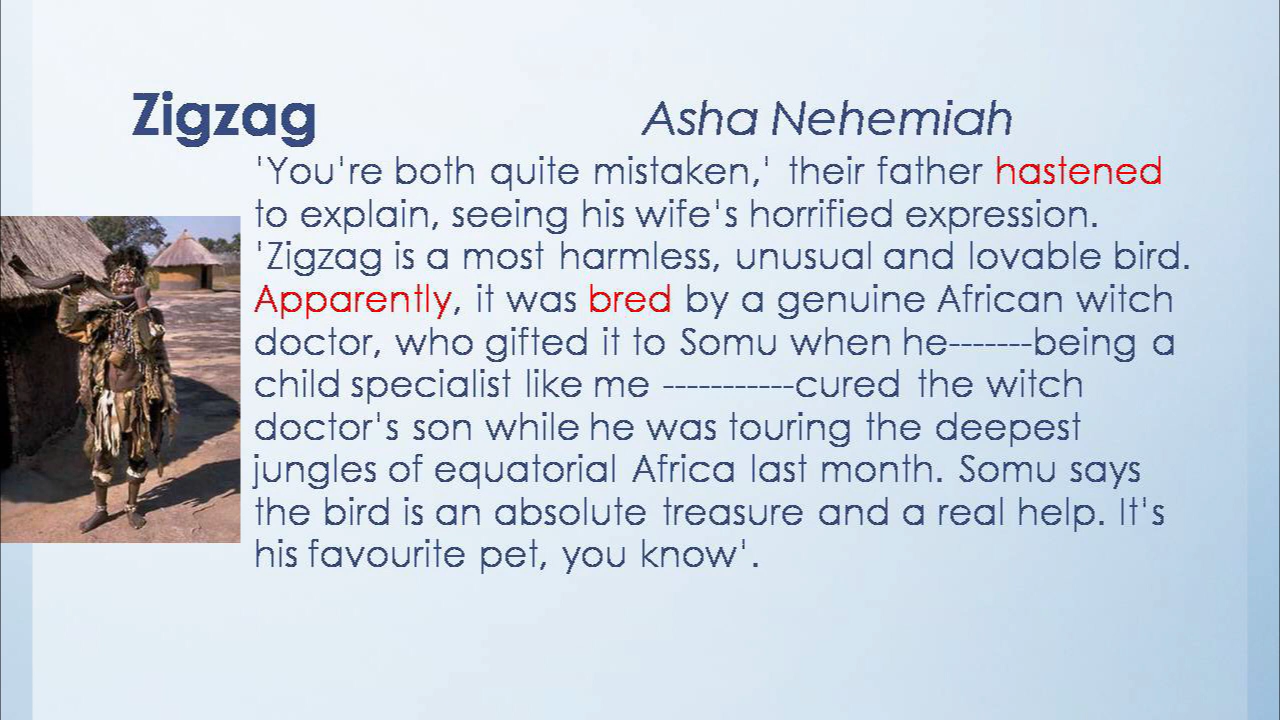 Zigzag Asha Nehemiah
'You're both quite mistaken,' their father hastened
to explain, seeing his wife's horrified expression.
'Zigzag is a most harmless, unusual and lovable bird.
Apparently, it was bred by a genuine African witch
doctor, who gifted it to Somu when he-------being a
child specialist like me -----------cured the witch
doctor's son while he was touring the deepest
jungles of equatorial Africa last month. Somu says
the bird is an absolute treasure and a real help. It's
his favourite pet, you know'.